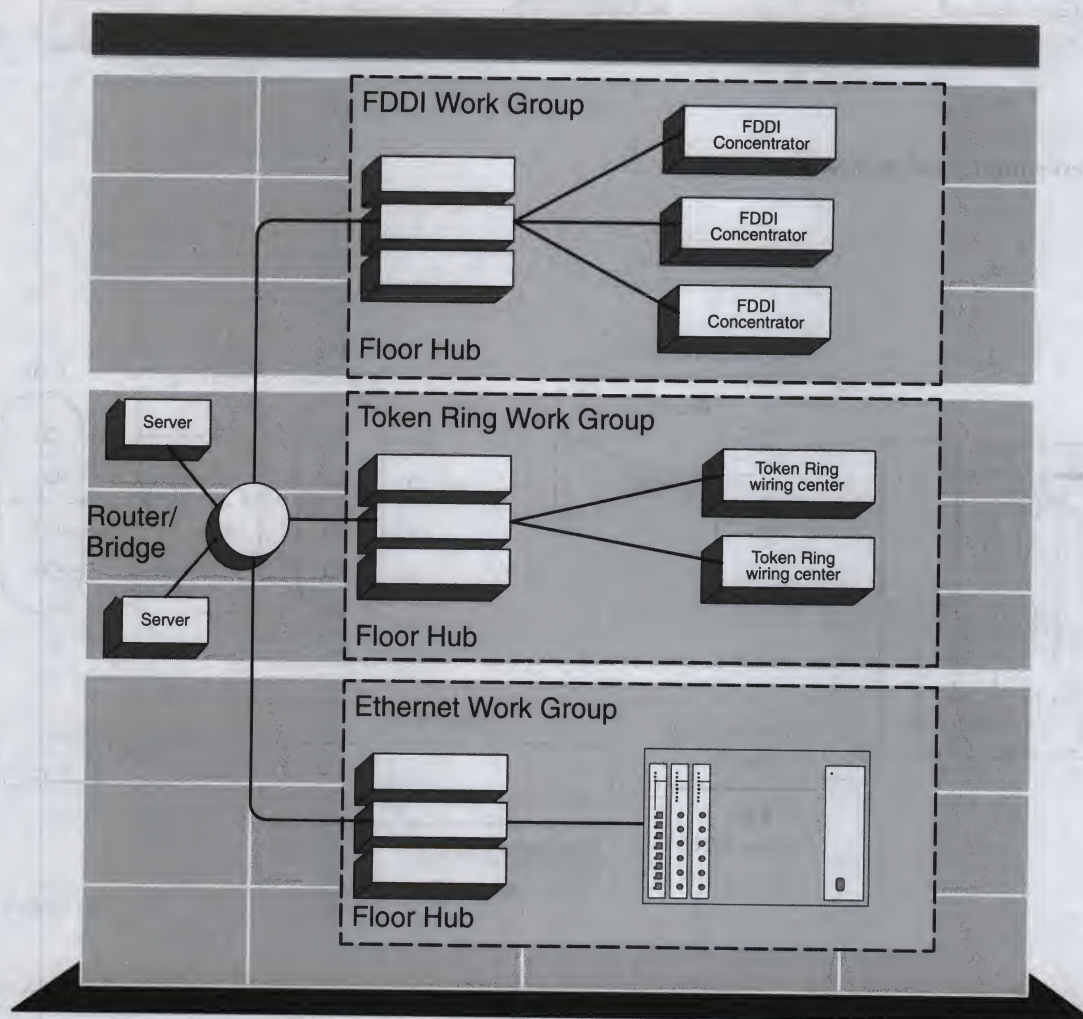 FDDI Work Group
FDDI
Concentrator
FDDI
Concentrator
FDDI
Concentrator
Floor Hub
Server
Router/
Bridge
Server
Token Ring Work Group
Token Ring
wiring center
Token Ring
wiring center
Floor Hub
Ethernet Work Group
Floor Hub